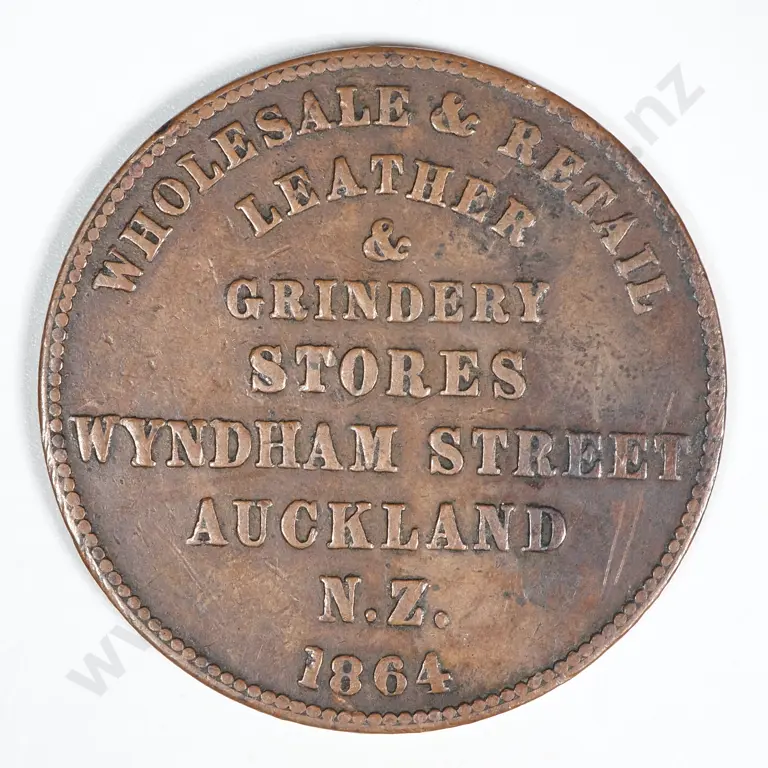 WHOLESALE & RETAIL
LEATHER
&
GRINDERY
STORES
WYNDHAM STREET
AUCKLAND
N.Z.
1864